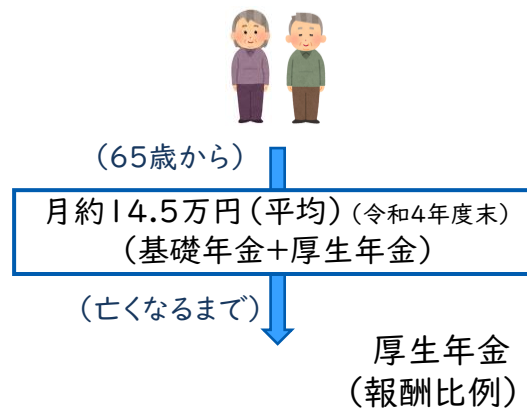 (65歳から)
月約14.5万円(平均)(令和4年度末)
(基礎年金+厚生年金)
(亡くなるまで)
厚生年金
(報酬比例)